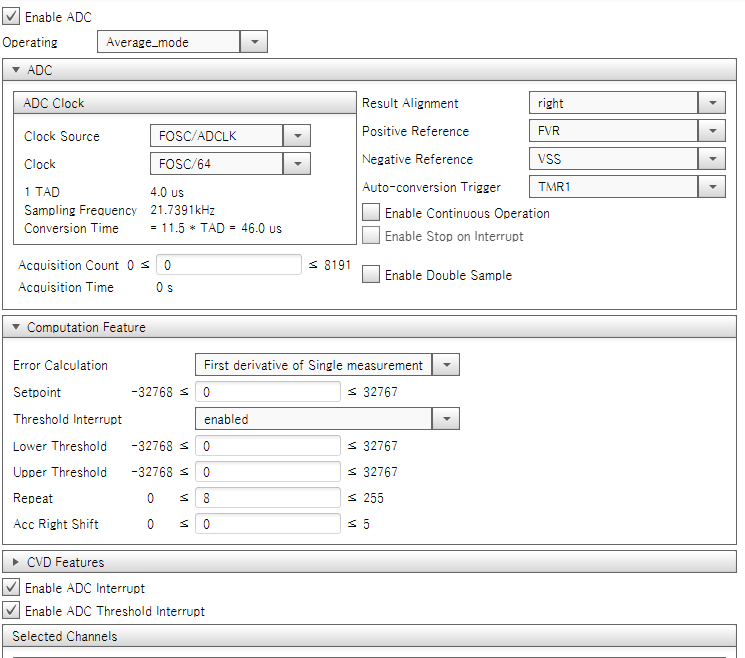 Enable ADC
Operating Average_mode
ADC
ADC Clock
Clock Source FOSC/ADCLK
Clock FOSC/64
1 TAD 4.0 us
Sampling Frequency 21.7391kHz
Conversion Time = 11.5 * TAD = 46.0 us
Result Alignment right
Positive Reference FVR
Negative Reference VSS
Auto-conversion Trigger TMR1
Enable Continuous Operation
Enable Stop on Interrupt
Acquisition Count 0 ≤ 0 ≤ 8191
Acquisition Time 0 s
Enable Double Sample
Computation Feature
Error Calculation First derivative of Single measurement
Setpoint -32768 ≤ 0 ≤ 32767
Threshold Interrupt enabled
Lower Threshold -32768 ≤ 0 ≤ 32767
Upper Threshold -32768 ≤ 0 ≤ 32767
Repeat 0 ≤ 8 ≤ 255
Acc Right Shift 0 ≤ 0 ≤ 5
CVD Features
Enable ADC Interrupt
Enable ADC Threshold Interrupt
Selected Channels